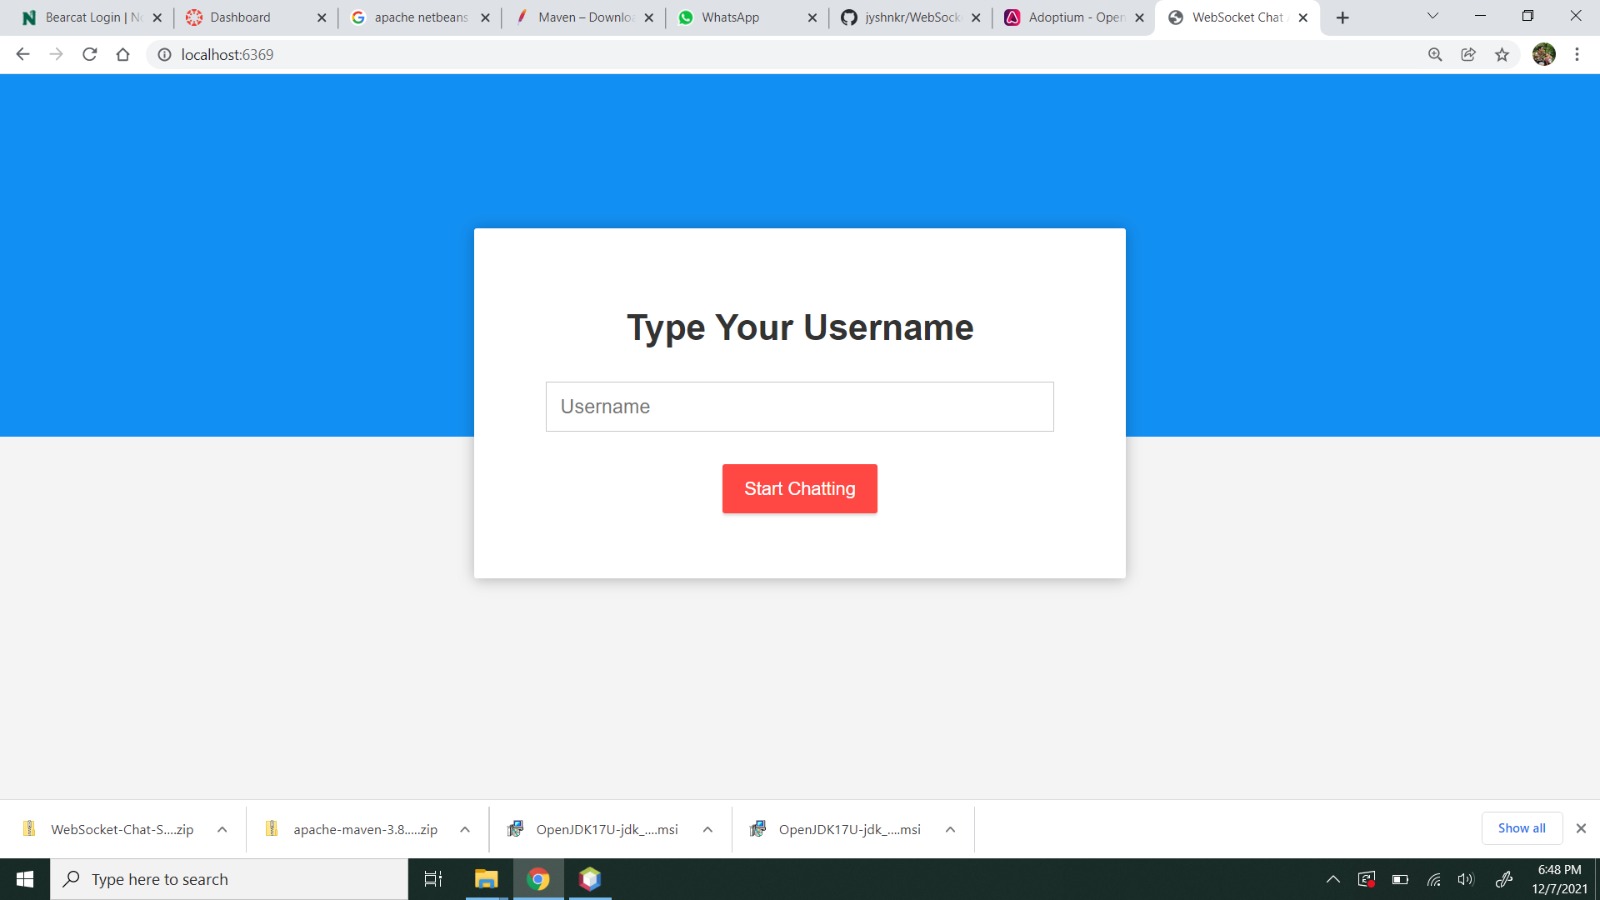 Bearcat Login | No
Dashboard
apache netbeans
Maven – Downloa
WhatsApp
jyshnkr/WebSock
Adoptium - Open
WebSocket Chat
localhost:6369
Type Your Username
Username
Start Chatting
WebSocket-Chat-S....zip
apache-maven-3.8.....zip
OpenJDK17U-jdk_....msi
OpenJDK17U-jdk_....msi
Show all
Type here to search
6:48 PM
12/7/2021